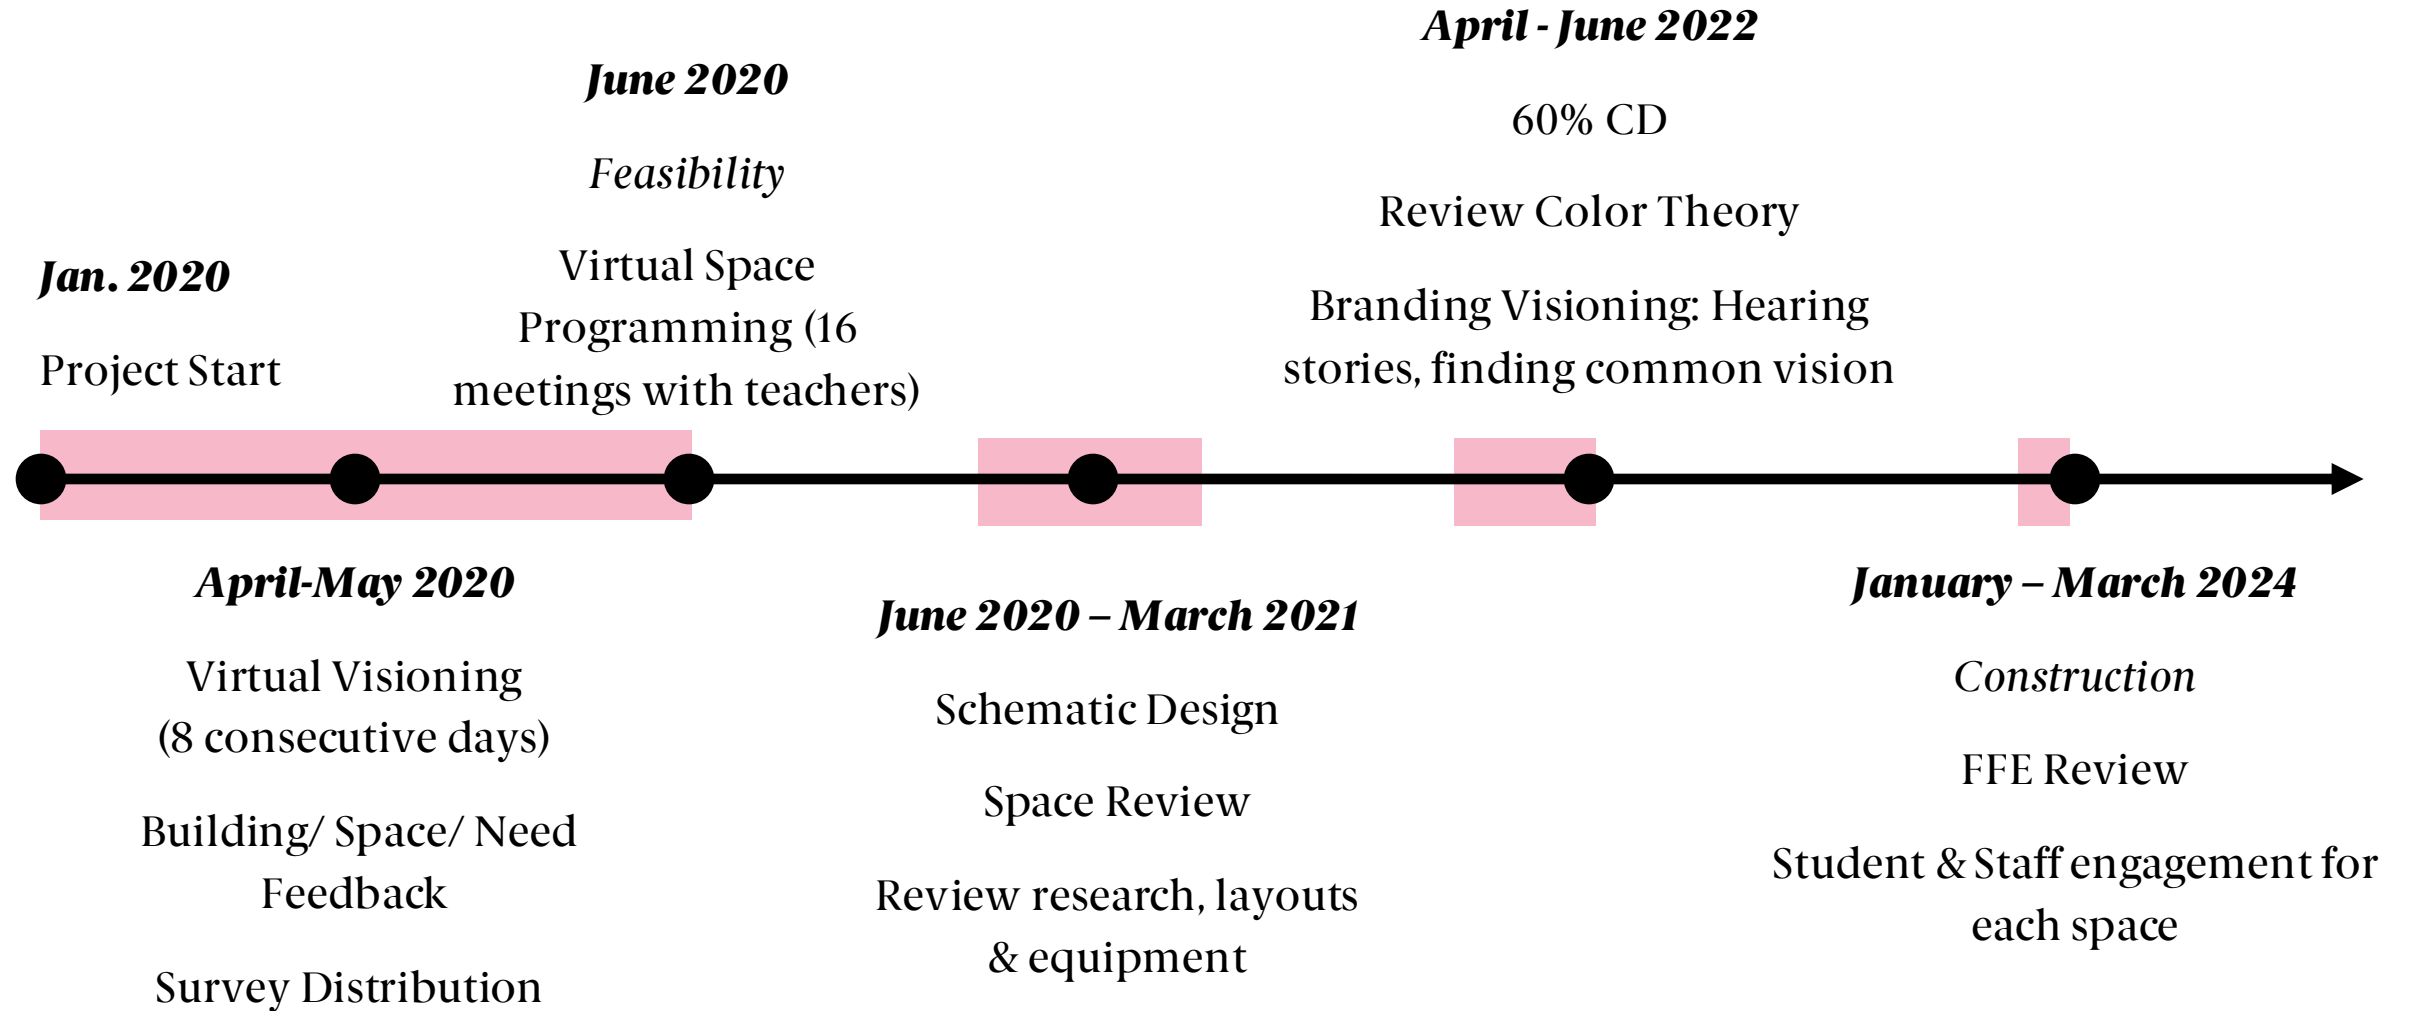 Jan. 2020
Project Start
April-May 2020
Virtual Visioning
(8 consecutive days)
Building/ Space/ Need
Feedback
Survey Distribution
June 2020
Feasibility
Virtual Space
Programming (16
meetings with teachers)
June 2020 – March 2021
Schematic Design
Space Review
Review research, layouts
& equipment
April - June 2022
60% CD
Review Color Theory
Branding Visioning: Hearing
stories, finding common vision
January – March 2024
Construction
FFE Review
Student & Staff engagement for
each space